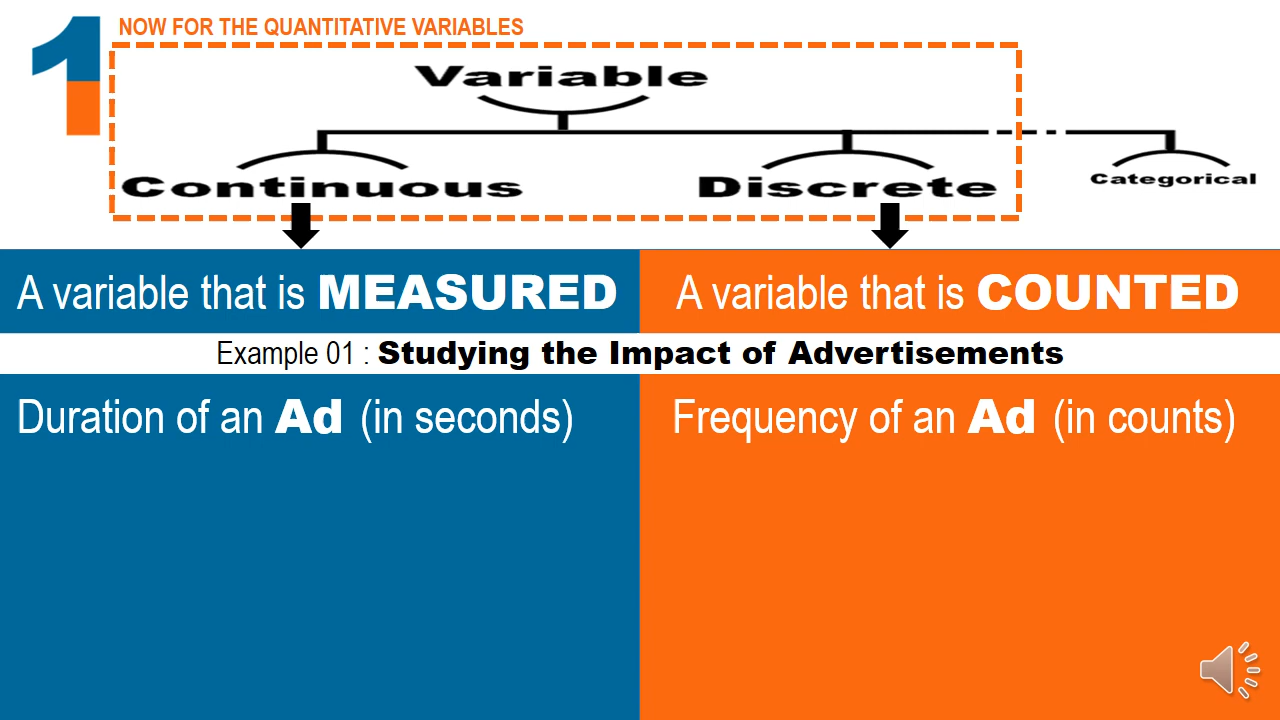 1
NOW FOR THE QUANTITATIVE VARIABLES
Variable
Continuous
Discrete
Categorical
A variable that is MEASURED
A variable that is COUNTED
Example 01 : Studying the Impact of Advertisements
Duration of an Ad (in seconds)
Frequency of an Ad (in counts)